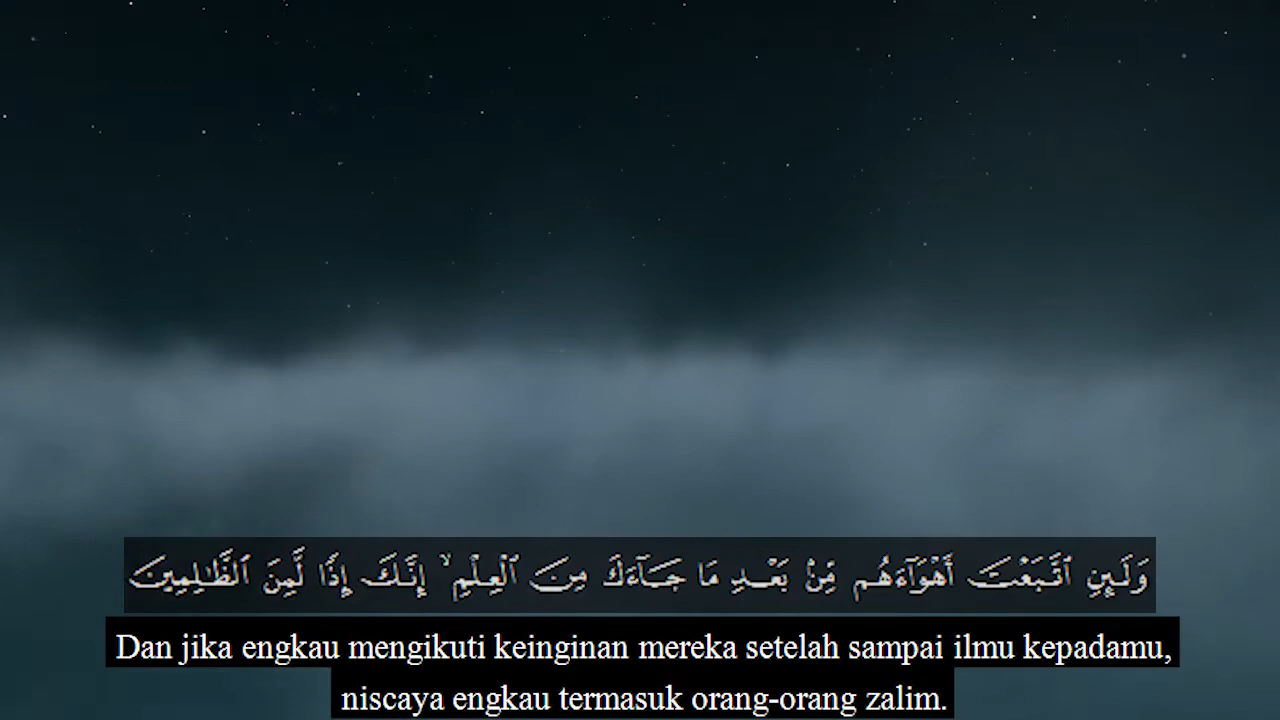 وَلَئِنِ ٱتَّبَعْتَ أَهْوَآءَهُم مِّنۢ بَعْدِ مَا جَآءَكَ مِنَ ٱلْعِلْمِ ۙ إِنَّكَ إِذًا لَّمِنَ ٱلظَّـٰلِمِينَ
Dan jika engkau mengikuti keinginan mereka setelah sampai ilmu kepadamu,
niscaya engkau termasuk orang-orang zalim.